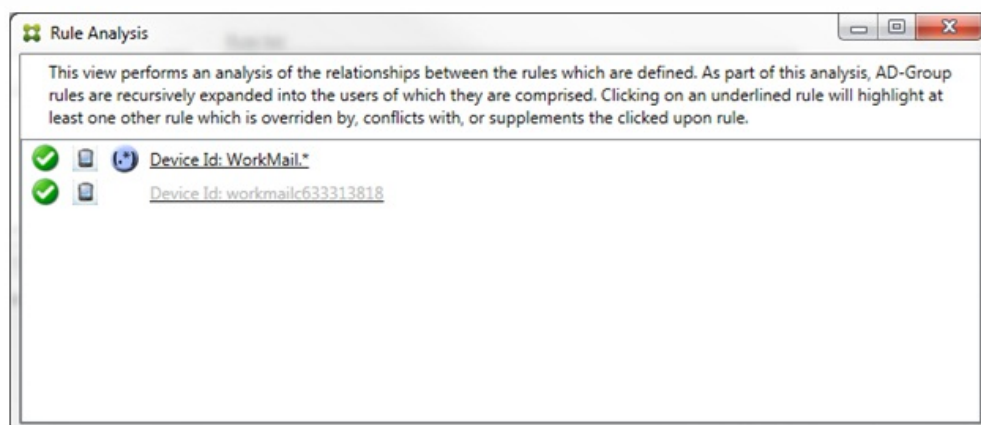 Rule Analysis
This view performs an analysis of the relationships between the rules which are defined. As part of this analysis, AD-Group
rules are recursively expanded into the users of which they are comprised. Clicking on an underlined rule will highlight at
least one other rule which is overriden by, conflicts with, or supplements the clicked upon rule.
(.*) Device Id: WorkMail.*
Device Id: workmailc633313818